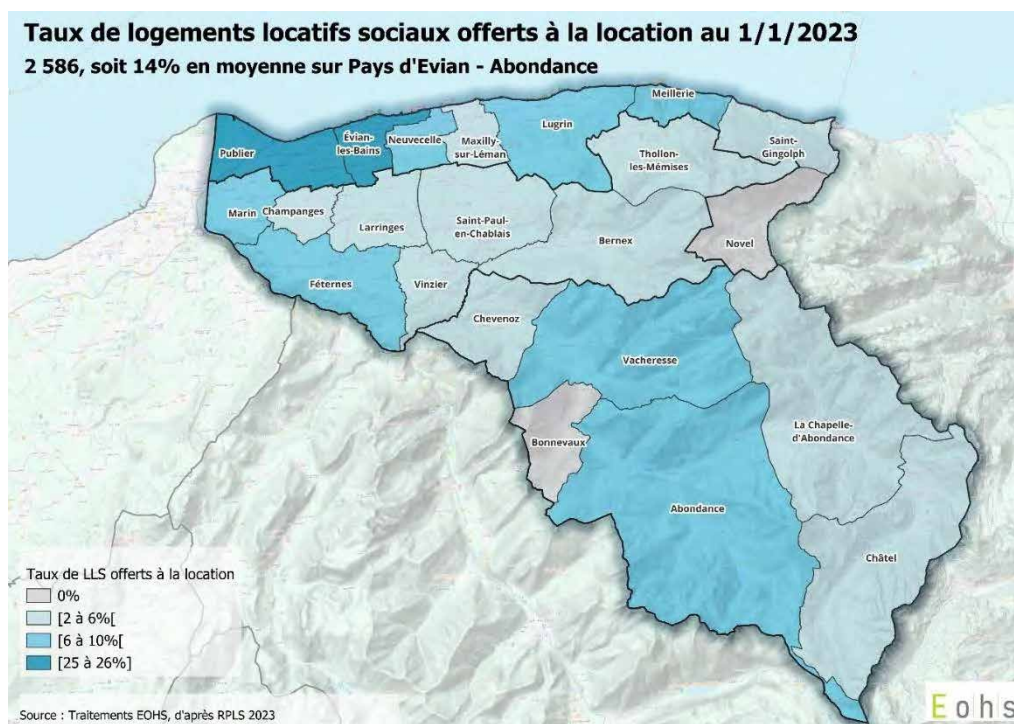 Taux de logements locatifs sociaux offerts à la location au 1/1/2023
2 586, soit 14% en moyenne sur Pays d'Evian - Abondance
Meillerie
Lugrin
Publier
Évian-
les-Bains
Neuvecelle
Maxilly-
sur-Léman
Thollon-
les-Mémises
Saint-
Gingolph
Marin
Champanges
Larringes
Saint-Paul-
en-Chablais
Bernex
Novel
Féternes
Vinzier
Chevenoz
Vacheresse
Bonnevaux
La Chapelle-
d'Abondance
Abondance
Châtel
Taux de LLS offerts à la location
0%
[2 à 6%[
[6 à 10%[
[25 à 26%]
Source : Traitements EOHS, d'après RPLS 2023
Eohs